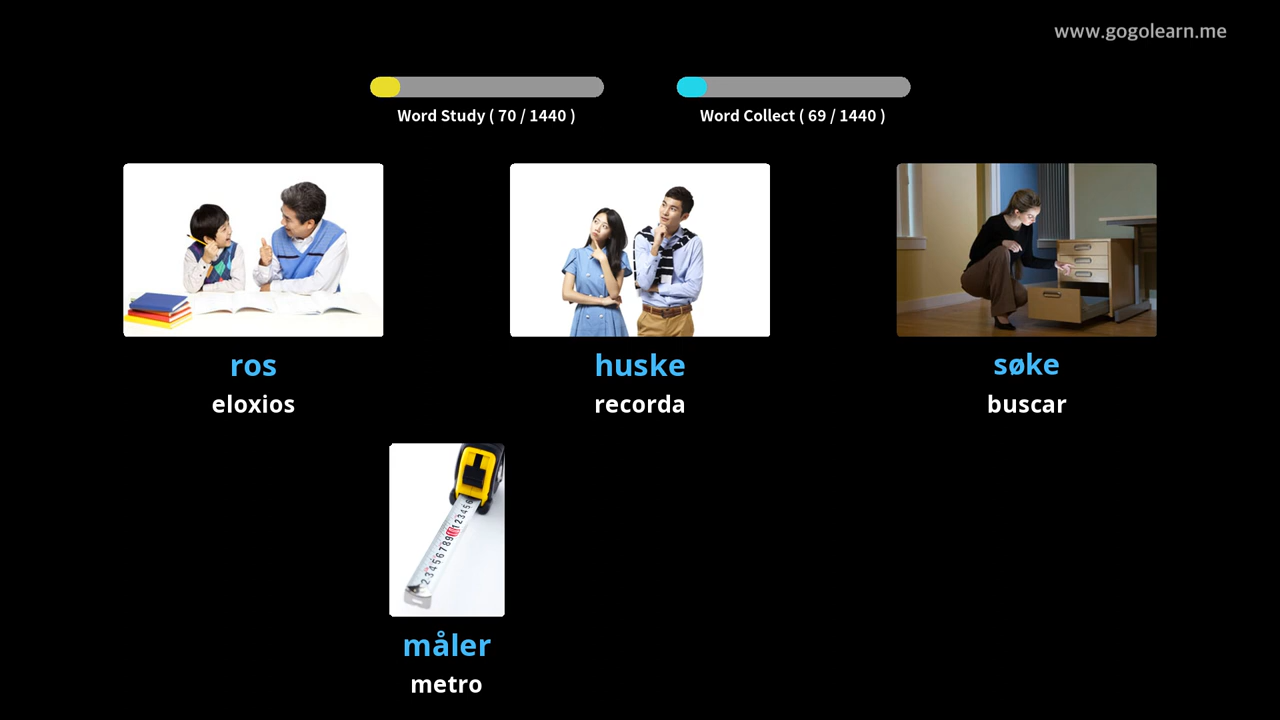 www.gogolearn.me
Word Study ( 70 / 1440 )
Word Collect ( 69 / 1440 )
ros
eloxios
huske
recorda
søke
buscar
måler
metro